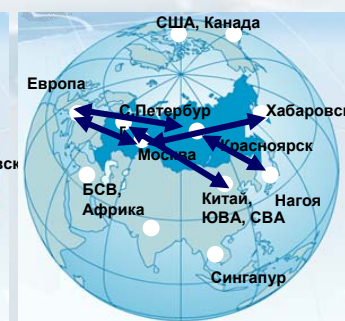 США, Канада
Европа
С.Петербур
г
Хабаровск
Москва
Красноярск
БСВ,
Африка
Китай,
ЮВА, СВА
Нагоя
Сингапур